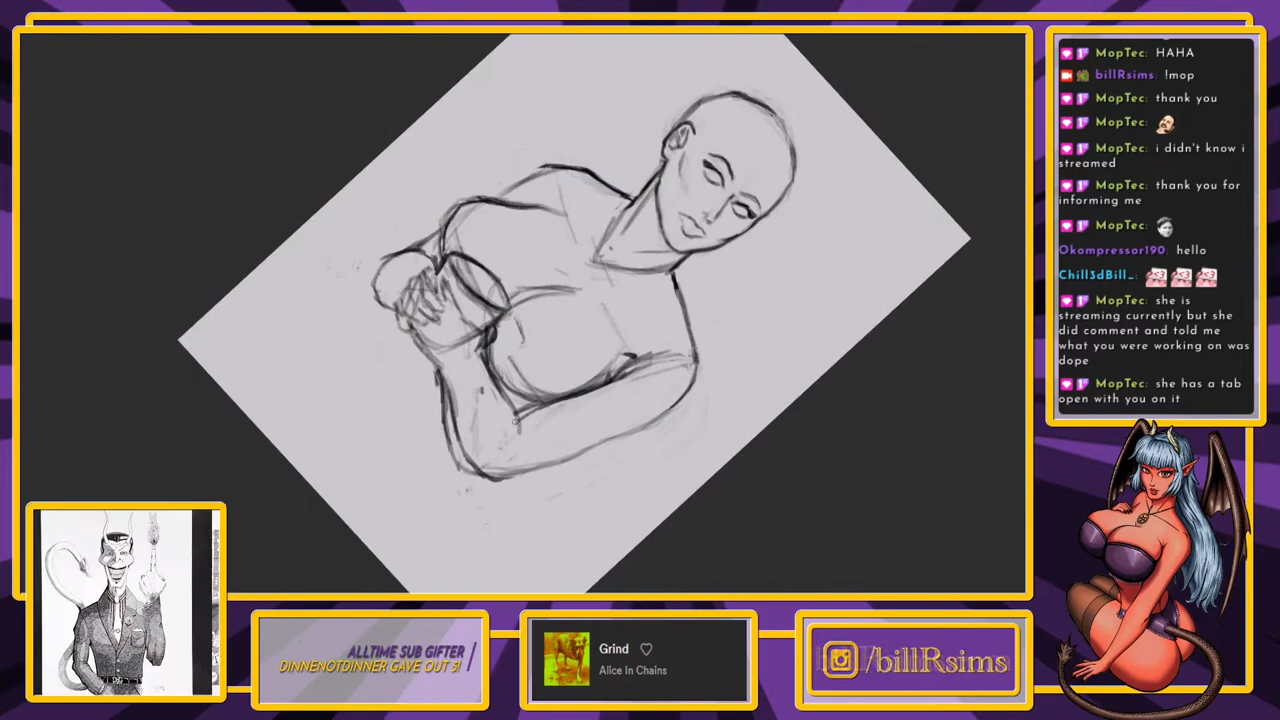 MopTec: HAHA
billRsims: !mop
MopTec: thank you
MopTec:
MopTec: i didn't know i
streamed
MopTec: thank you for
informing me
MopTec:
Okompressor190: hello
Chill3dBill_:
MopTec: she is
streaming currently but she
did comment and told me
what you were working on was
dope
MopTec: she has a tab
open with you on it
ALLTIME SUB GIFTER
DINNENOTDINNER GAVE OUT 5!
Grind
Alice In Chains
/billRsims